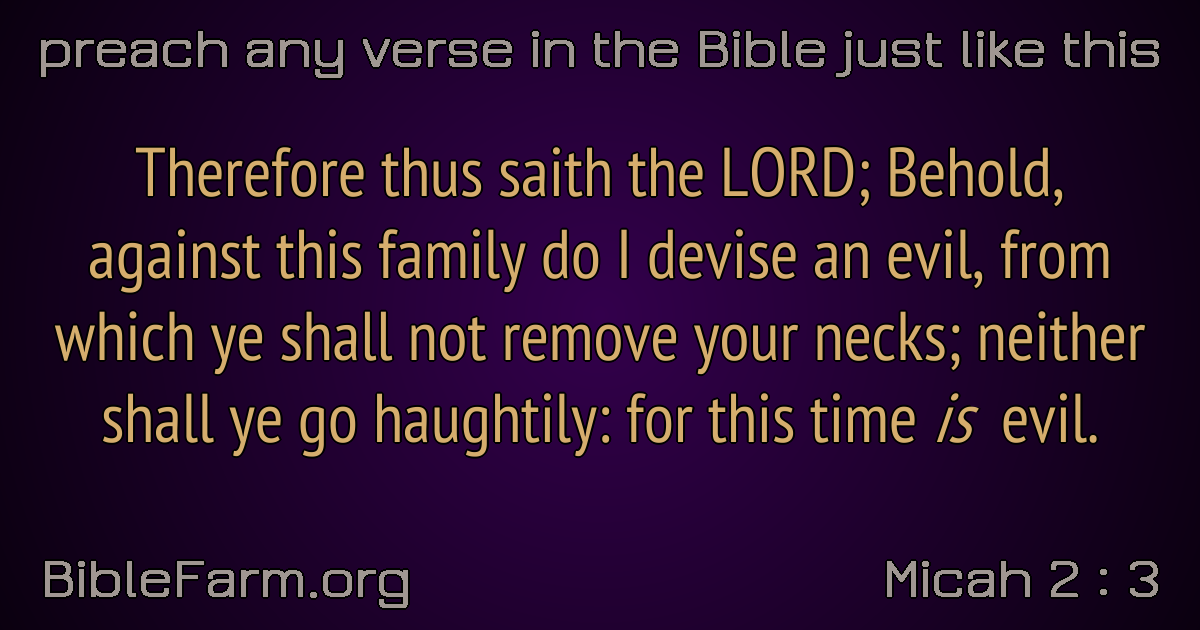 preach any verse in the Bible just like this
Therefore thus saith the LORD; Behold,
against this family do I devise an evil, from
which ye shall not remove your necks; neither
shall ye go haughtily: for this time is evil.
BibleFarm.org
Micah 2 : 3